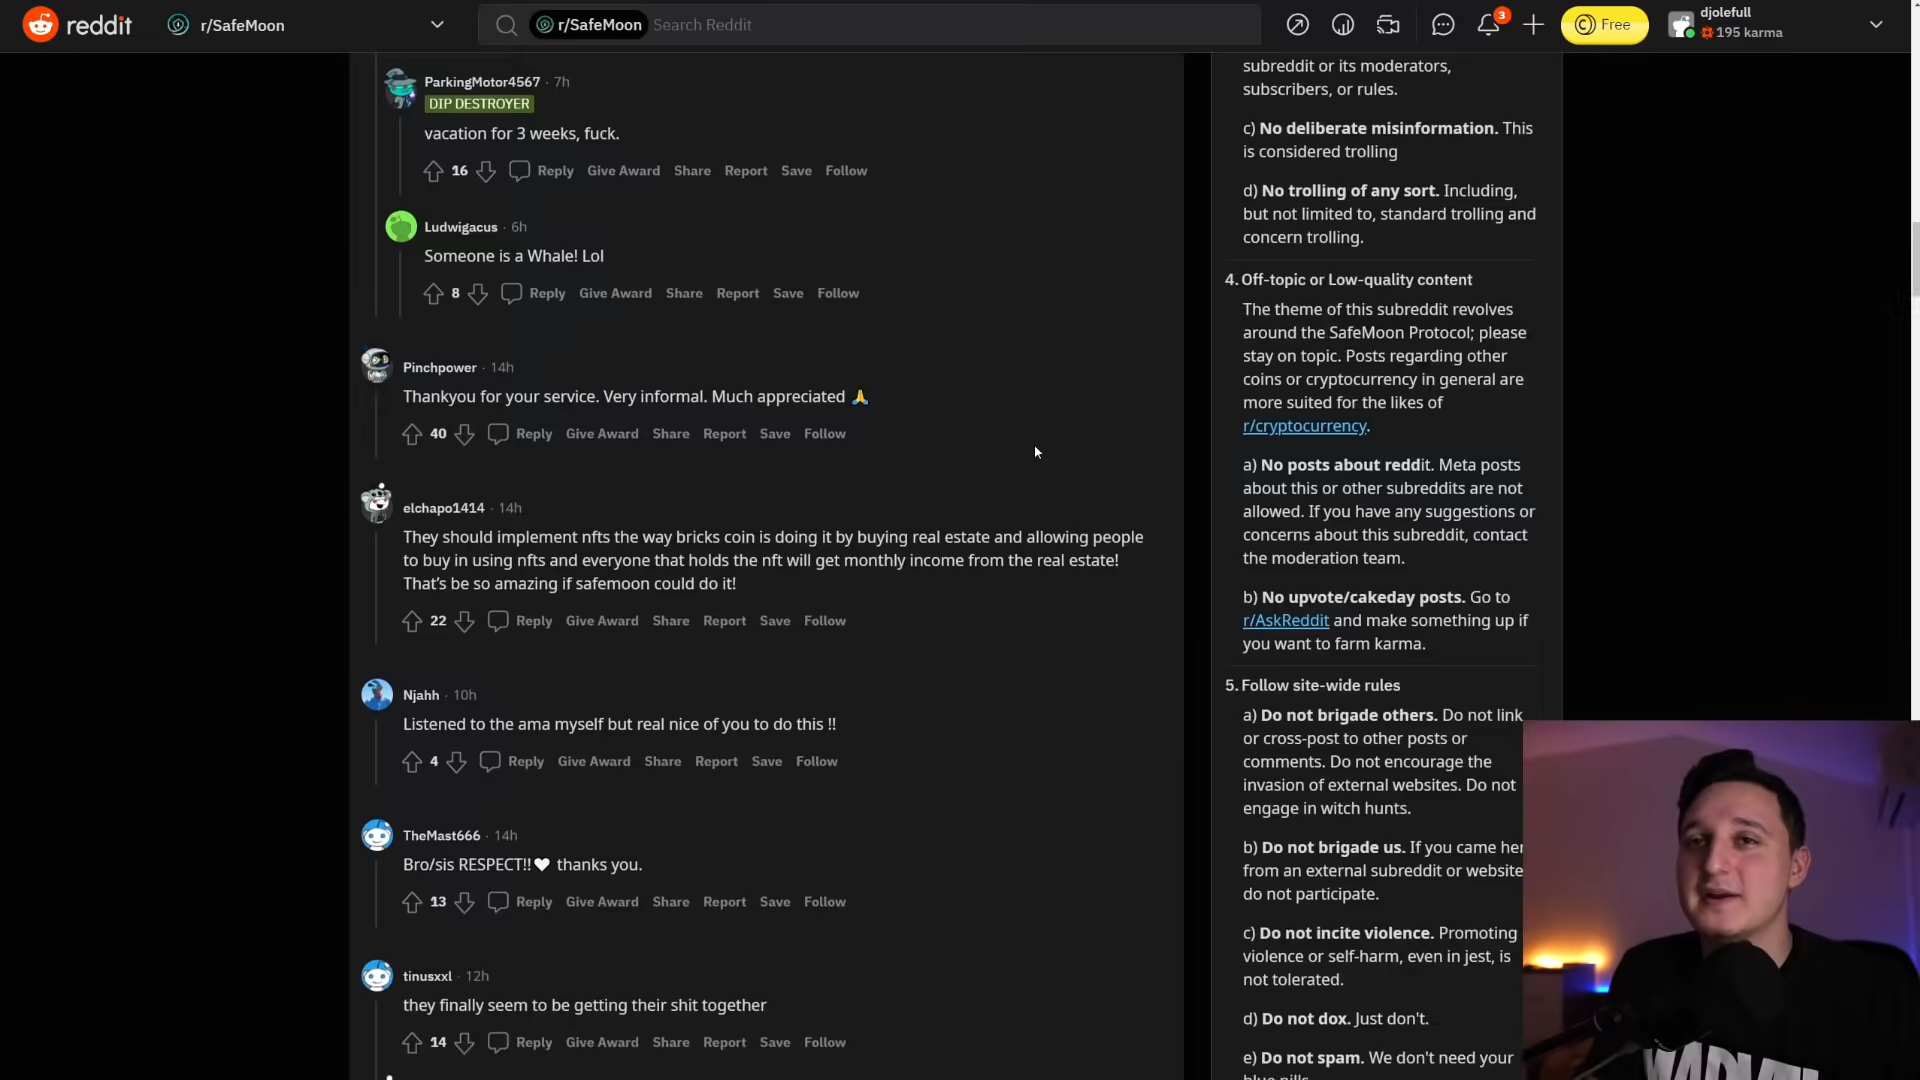 reddit
r/SafeMoon
r/SafeMoon Search Reddit
3
Free
djolefull
195 karma
ParkingMotor4567 · 7h
DIP DESTROYER
vacation for 3 weeks, fuck.
16 Reply Give Award Share Report Save Follow
Ludwigacus · 6h
Someone is a Whale! Lol
8 Reply Give Award Share Report Save Follow
Pinchpower · 14h
Thankyou for your service. Very informal. Much appreciated 🙏
40 Reply Give Award Share Report Save Follow
elchapo1414 · 14h
They should implement nfts the way bricks coin is doing it by buying real estate and allowing people
to buy in using nfts and everyone that holds the nft will get monthly income from the real estate!
That's be so amazing if safemoon could do it!
22 Reply Give Award Share Report Save Follow
Njahh · 10h
Listened to the ama myself but real nice of you to do this !!
4 Reply Give Award Share Report Save Follow
TheMast666 · 14h
Bro/sis RESPECT!!♥ thanks you.
13 Reply Give Award Share Report Save Follow
tinusxxl · 12h
they finally seem to be getting their shit together
14 Reply Give Award Share Report Save Follow
subreddit or its moderators,
subscribers, or rules.
c) No deliberate misinformation. This
is considered trolling
d) No trolling of any sort. Including,
but not limited to, standard trolling and
concern trolling.
4. Off-topic or Low-quality content
The theme of this subreddit revolves
around the SafeMoon Protocol; please
stay on topic. Posts regarding other
coins or cryptocurrency in general are
more suited for the likes of
r/cryptocurrency.
a) No posts about reddit. Meta posts
about this or other subreddits are not
allowed. If you have any suggestions or
concerns about this subreddit, contact
the moderation team.
b) No upvote/cakeday posts. Go to
r/AskReddit and make something up if
you want to farm karma.
5. Follow site-wide rules
a) Do not brigade others. Do not link
or cross-post to other posts or
comments. Do not encourage the
invasion of external websites. Do not
engage in witch hunts.
b) Do not brigade us. If you came her
from an external subreddit or website
do not participate.
c) Do not incite violence. Promoting
violence or self-harm, even in jest, is
not tolerated.
d) Do not dox. Just don't.
e) Do not spam. We don't need your